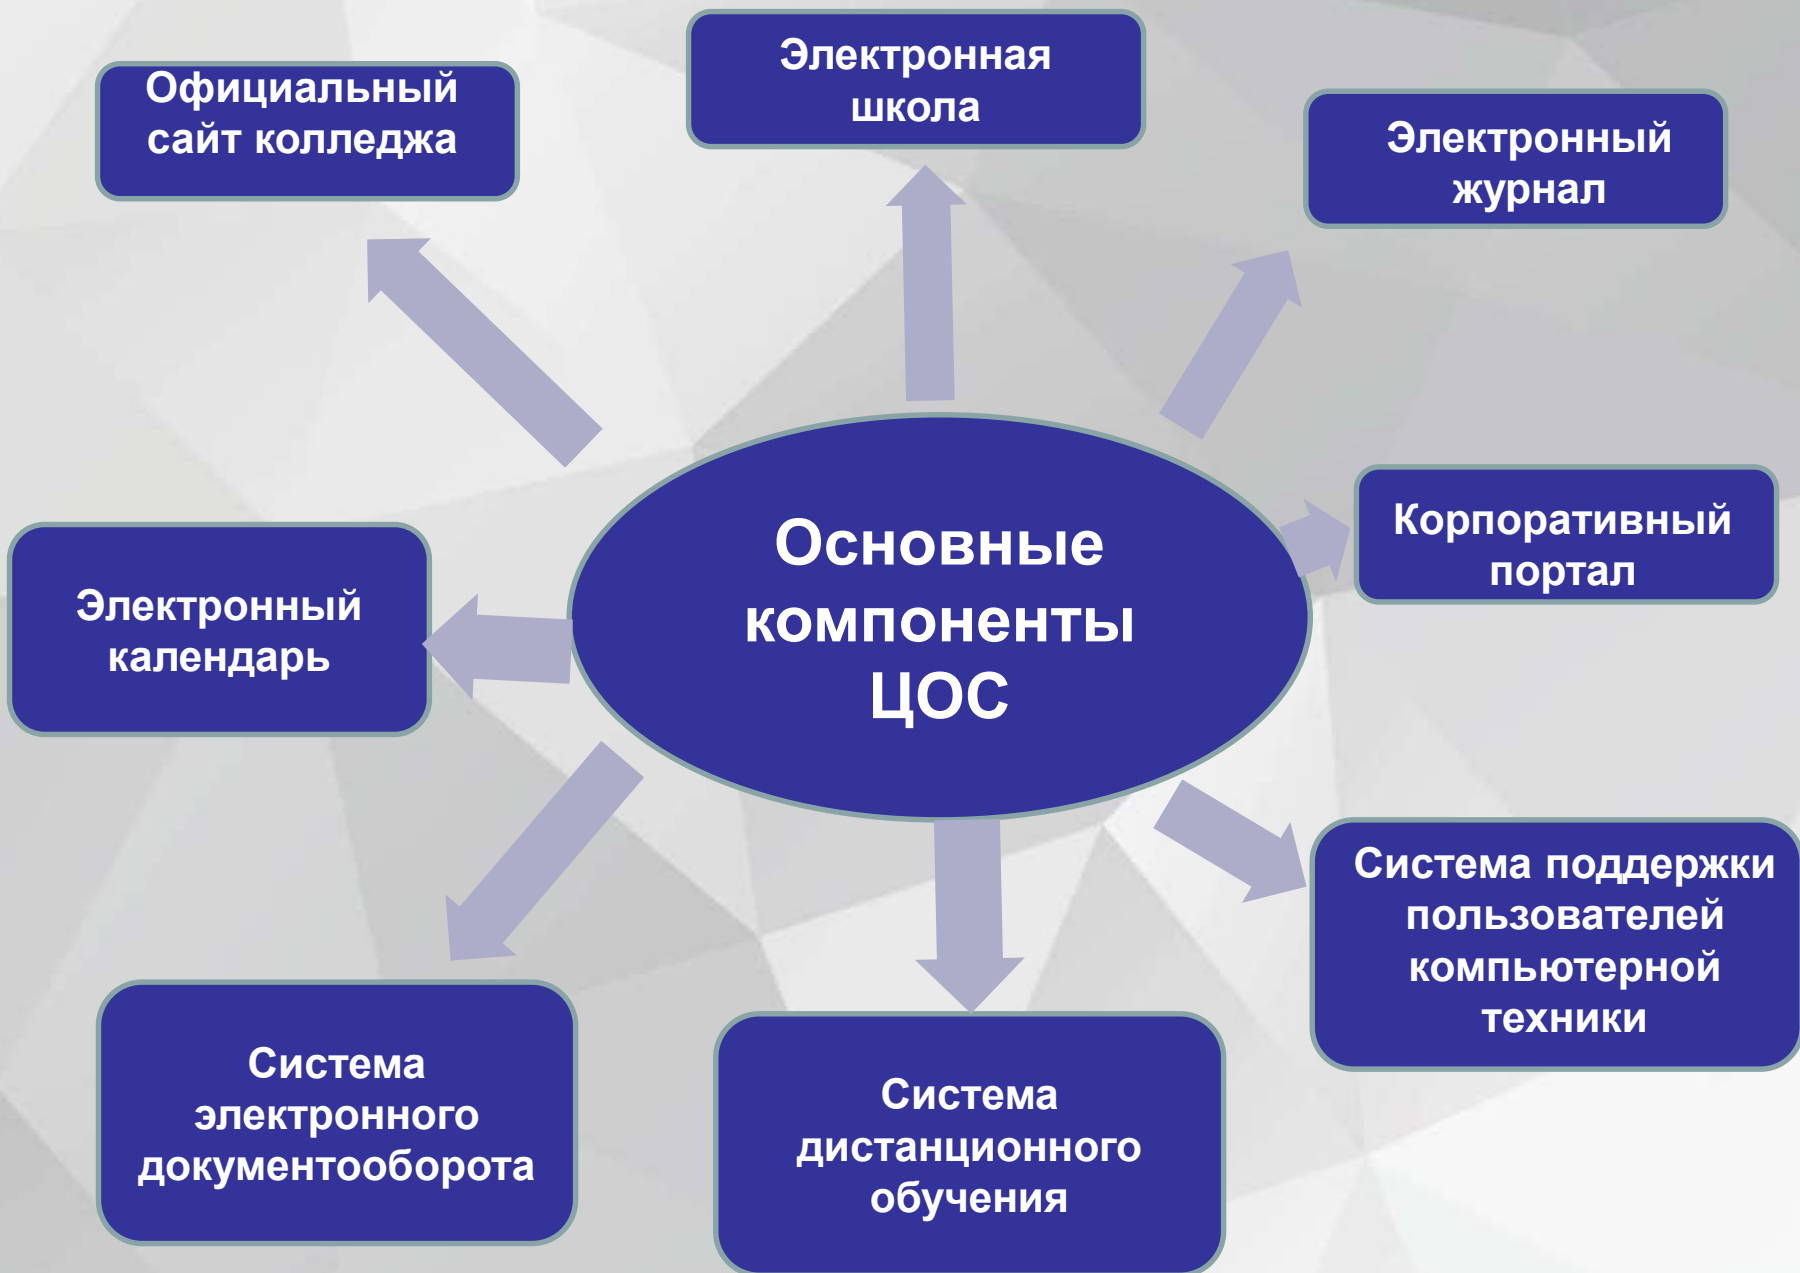 Официальный
сайт колледжа
Электронная
школа
Электронный
журнал
Основные
компоненты
ЦОС
Корпоративный
портал
Электронный
календарь
Система поддержки
пользователей
компьютерной
техники
Система
электронного
документооборота
Система
дистанционного
обучения